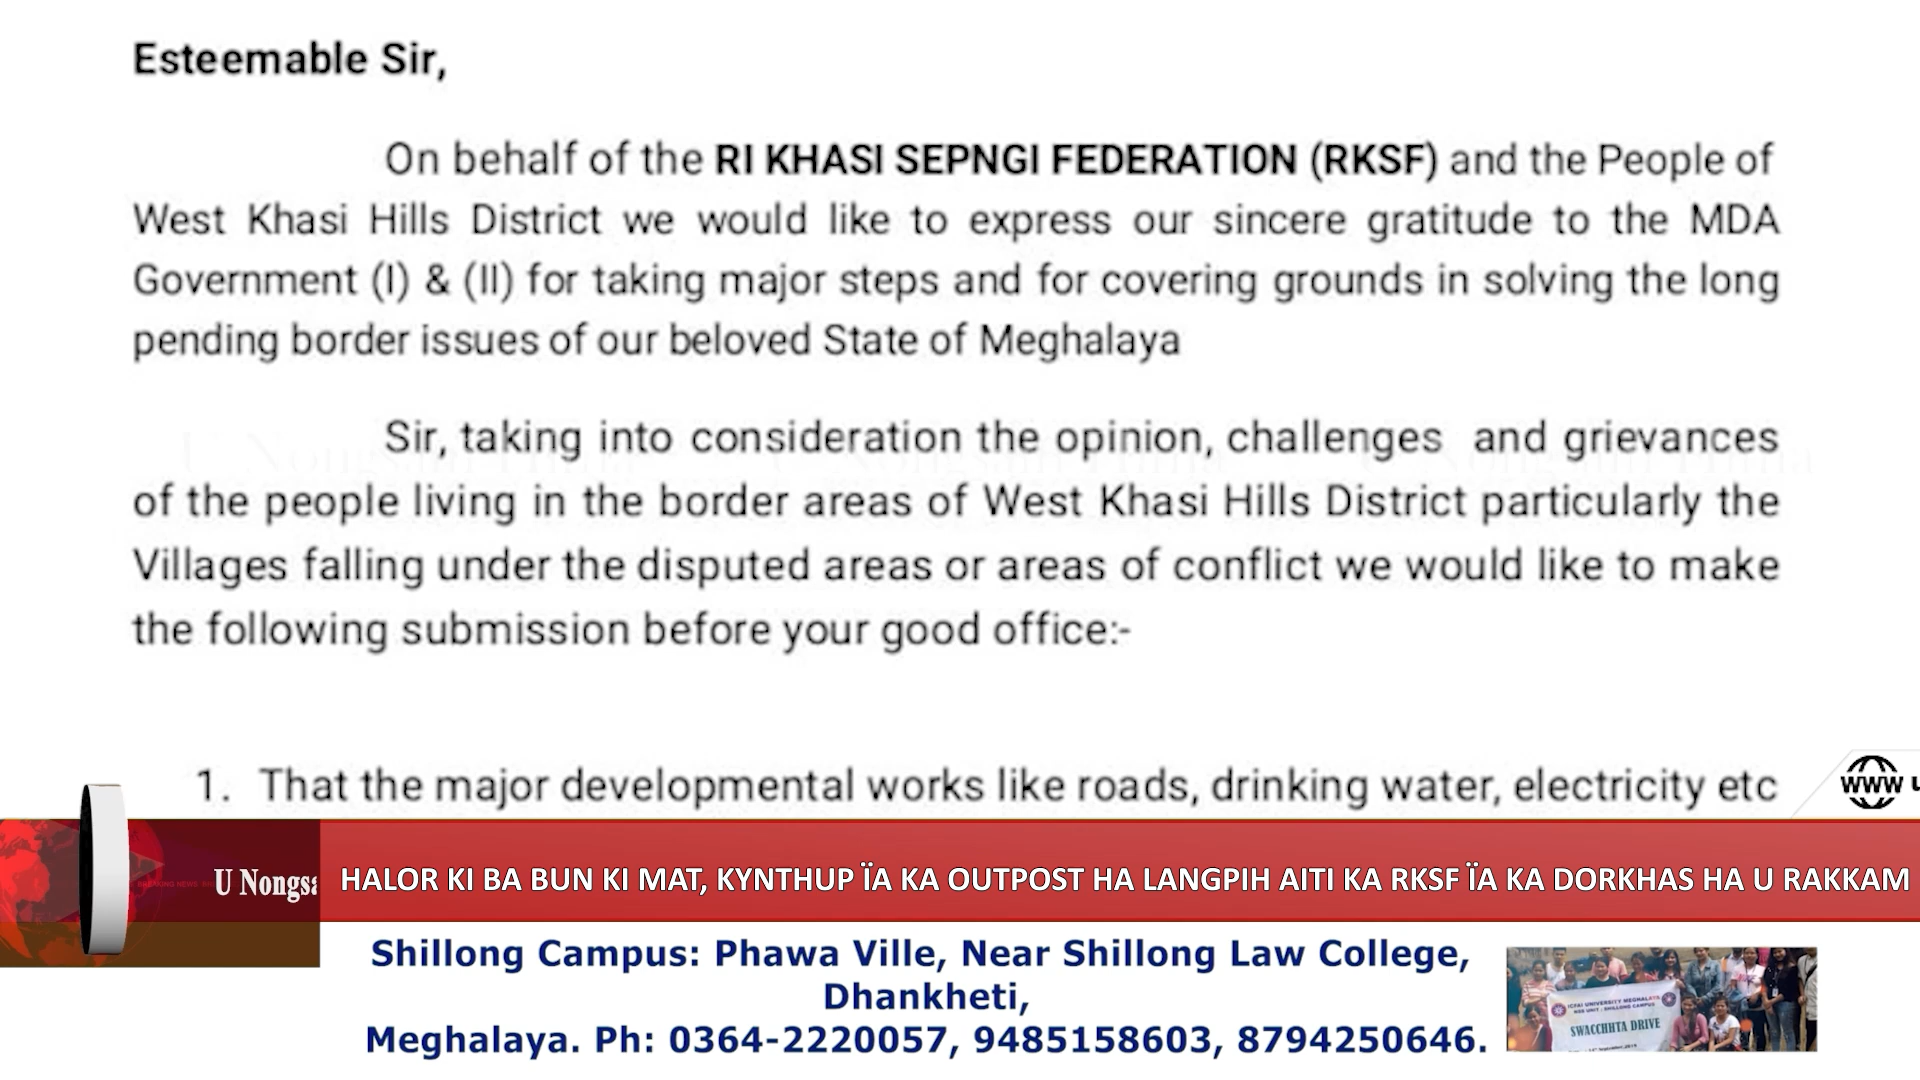 Esteemable Sir,
On behalf of the RI KHASI SEPNGI FEDERATION (RKSF) and the People of
West Khasi Hills District we would like to express our sincere gratitude to the MDA
Government (I) & (II) for taking major steps and for covering grounds in solving the long
pending border issues of our beloved State of Meghalaya
Sir, taking into consideration the opinion, challenges and grievances
of the people living in the border areas of West Khasi Hills District particularly the
Villages falling under the disputed areas or areas of conflict we would like to make
the following submission before your good office:-
1. That the major developmental works like roads, drinking water, electricity etc
WWW u
U Nongsa
HALOR KI BA BUN KI MAT, KYNTHUP ÏA KA OUTPOST HA LANGPIH AITI KA RKSF ÏA KA DORKHAS HA U RAKKAM
Shillong Campus: Phawa Ville, Near Shillong Law College,
Dhankheti,
Meghalaya. Ph: 0364-2220057, 9485158603, 8794250646.
ICFAI UNIVERSITY MEGHALAYA
SWACCHHTA DRIVE